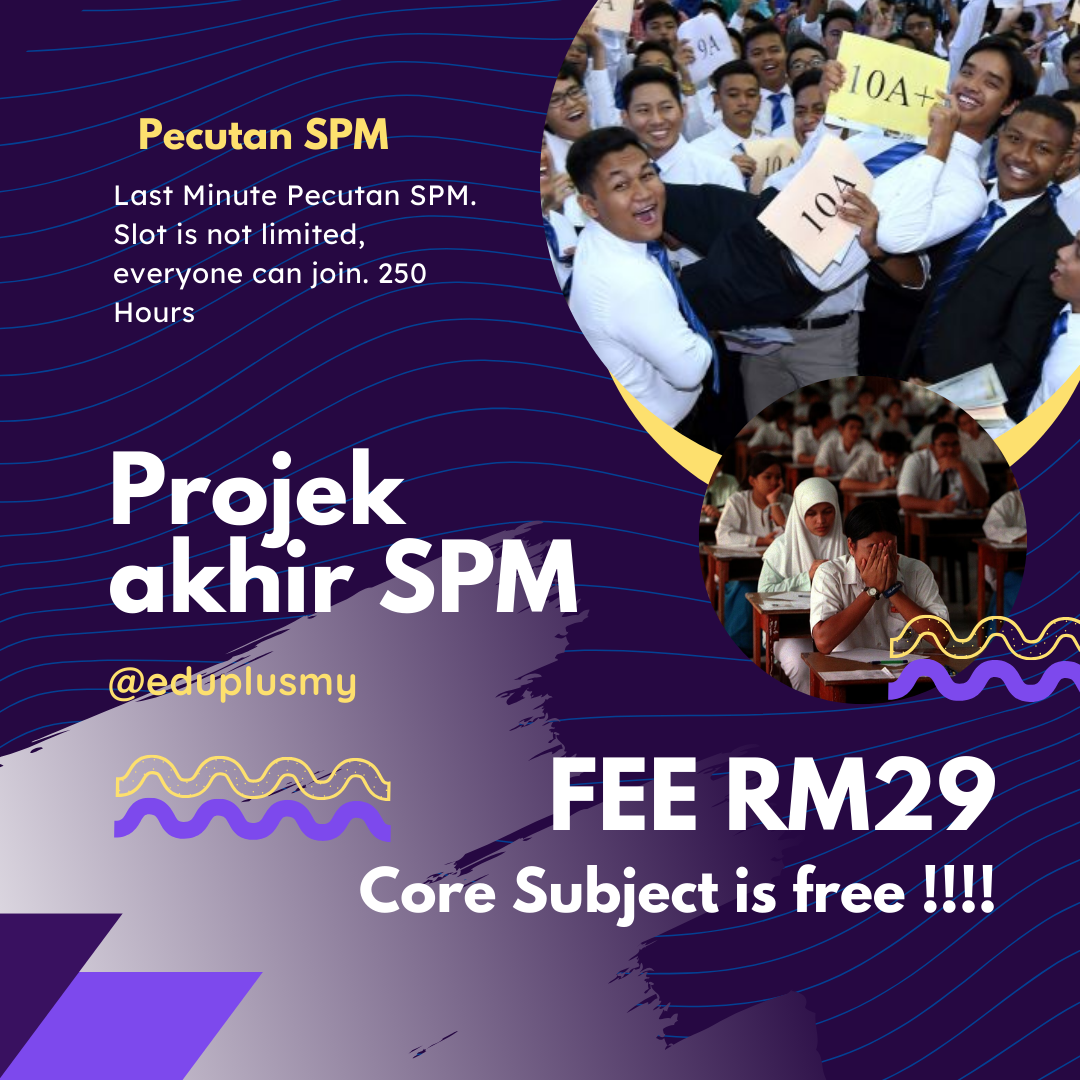 Pecutan SPM
Last Minute Pecutan SPM.
Slot is not limited,
everyone can join. 250
Hours
9A
10A+
10A
10A
Projek
akhir SPM
@eduplusmy
FEE RM29
Core Subject is free !!!!